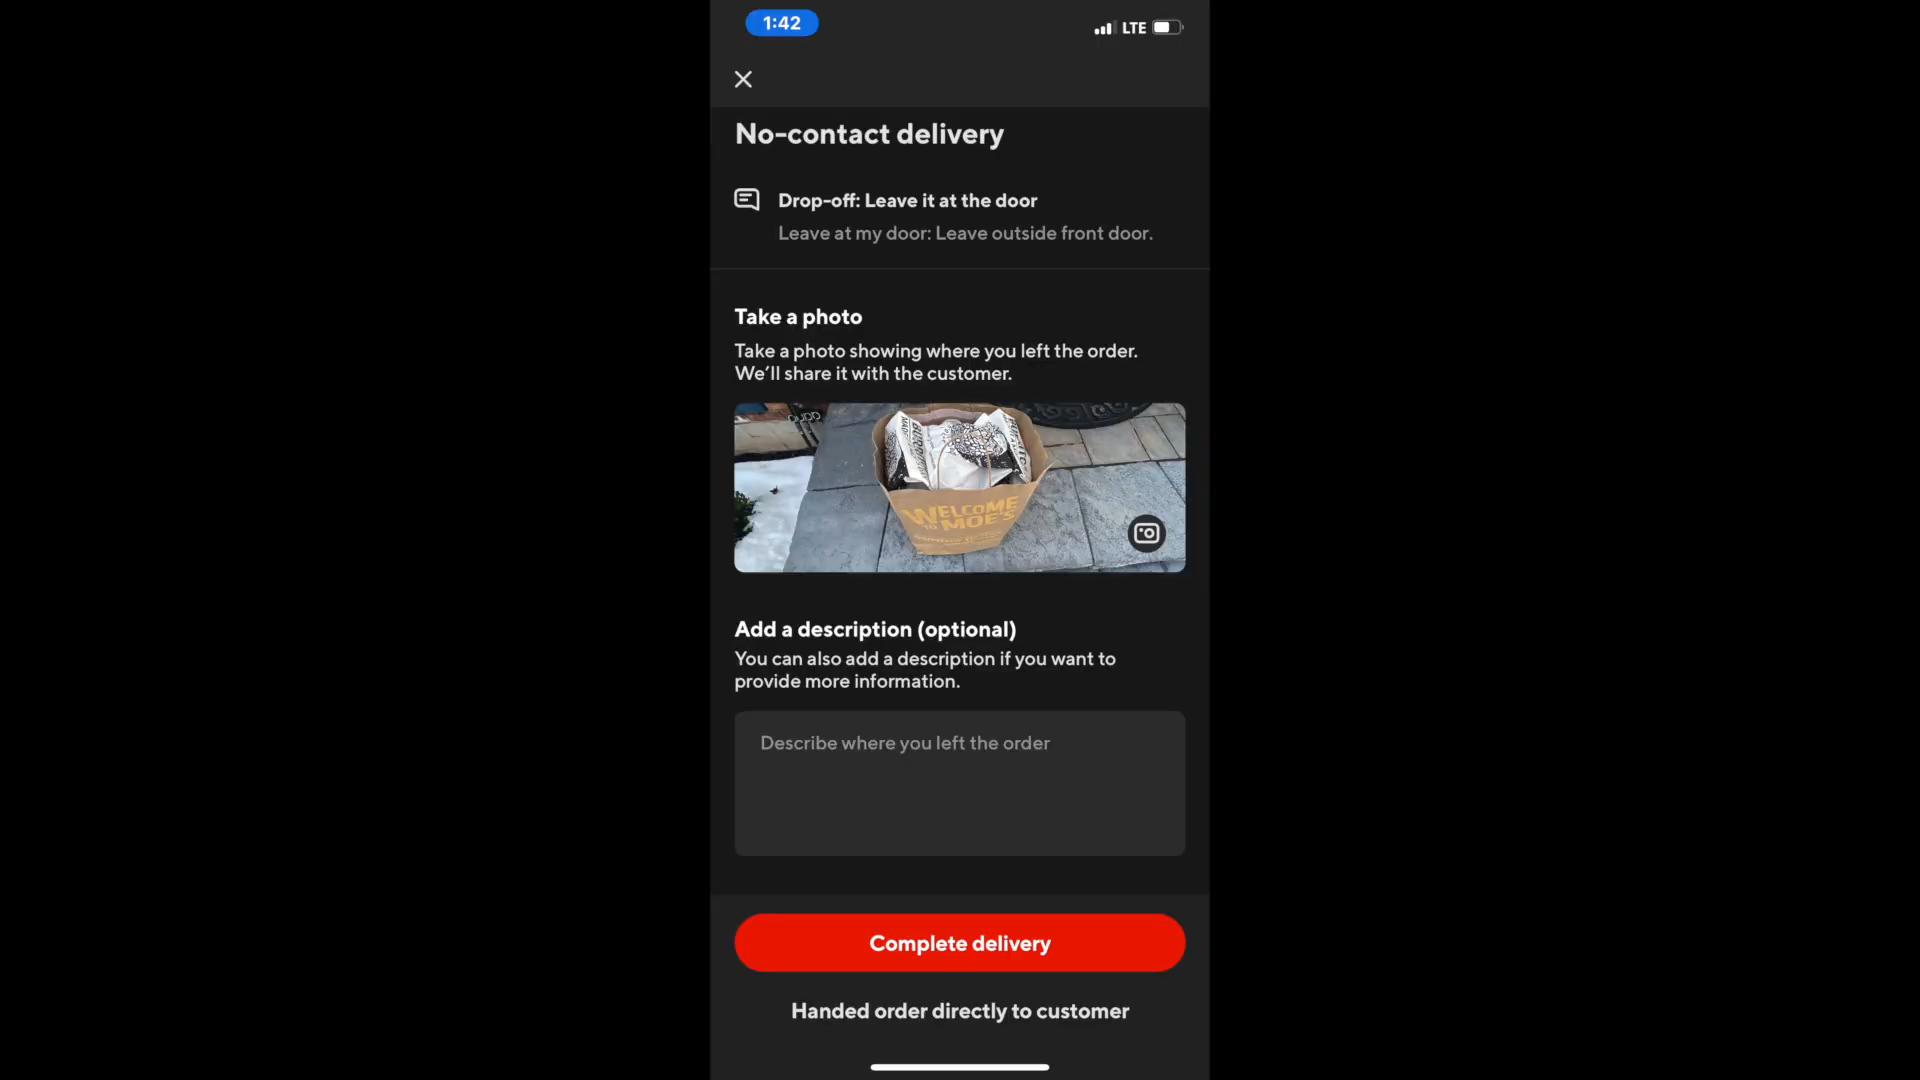 1:42
LTE
No-contact delivery
Drop-off: Leave it at the door
Leave at my door: Leave outside front door.
Take a photo
Take a photo showing where you left the order.
We'll share it with the customer.
WELCOME
TO MOE'S
Add a description (optional)
You can also add a description if you want to
provide more information.
Describe where you left the order
Complete delivery
Handed order directly to customer